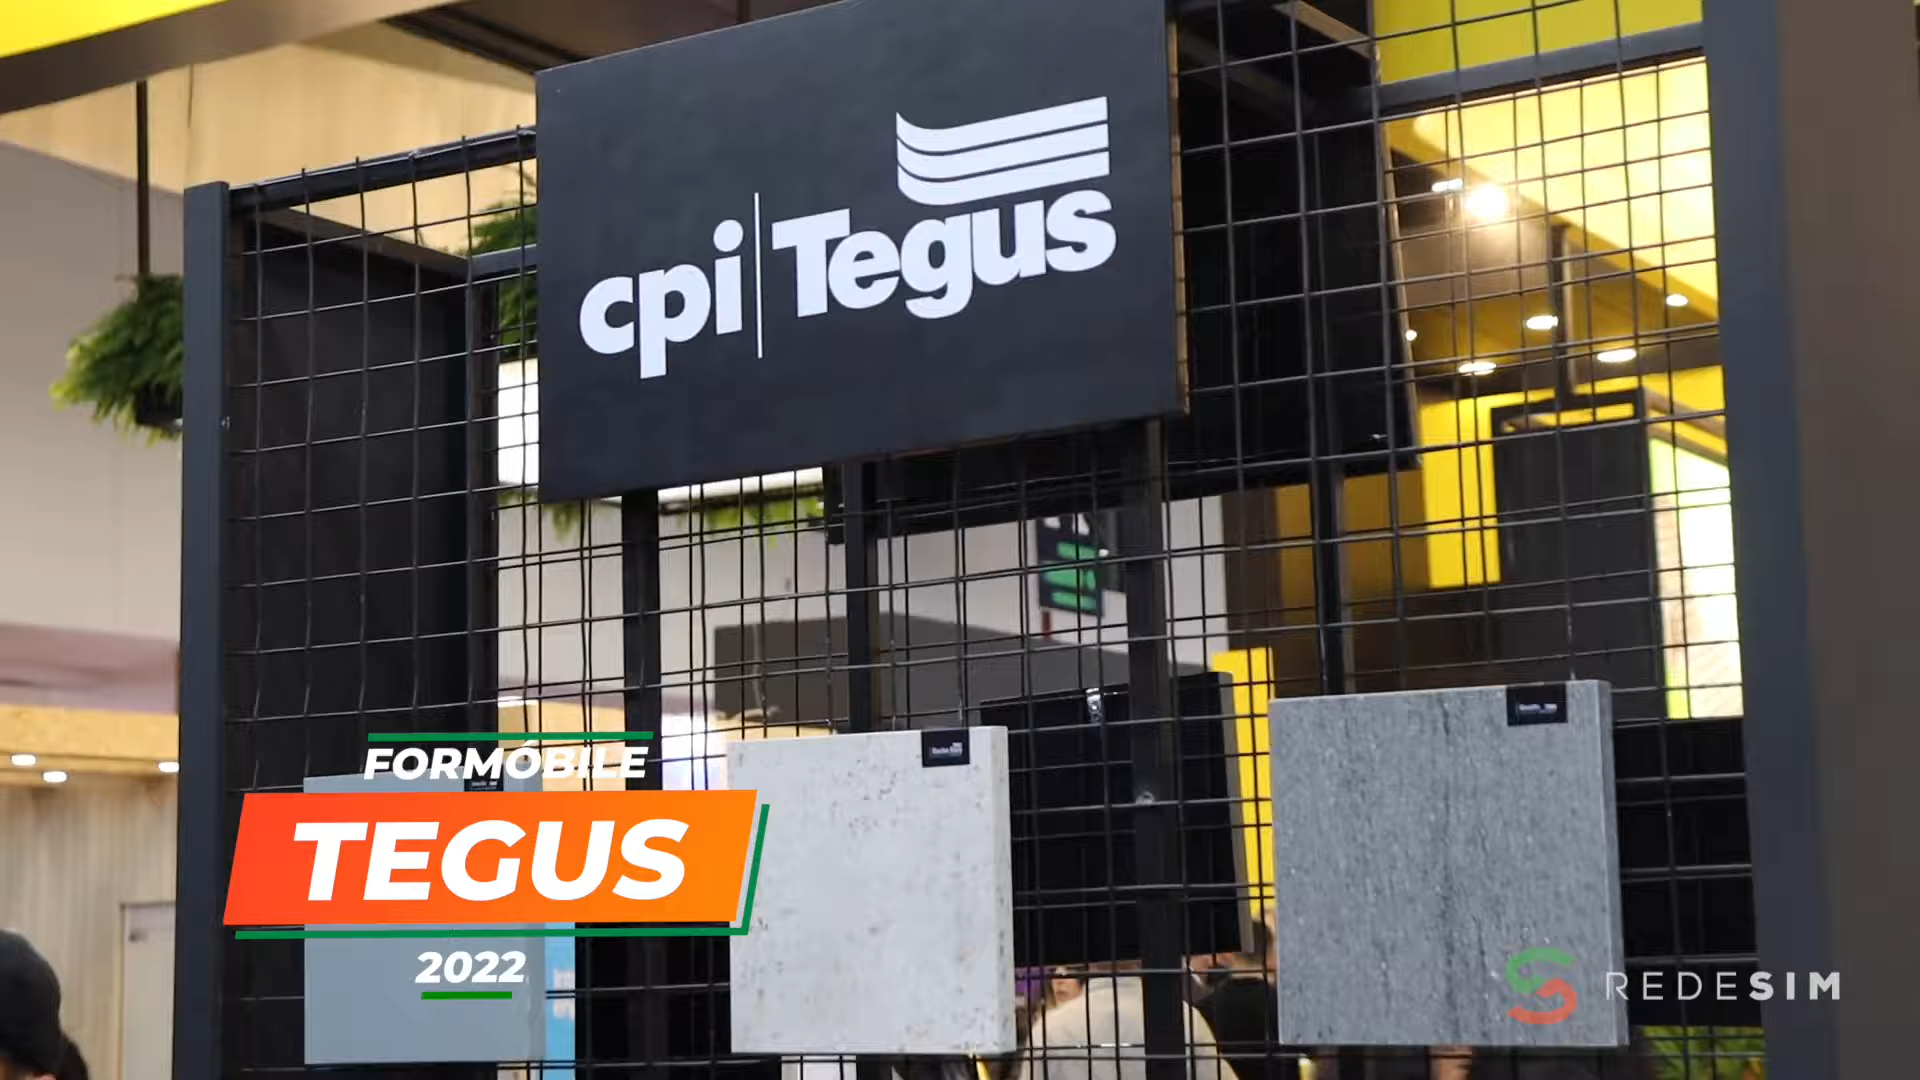 cpi Tegus
FORMÓBILE
TEGUS
2022
REDESIM